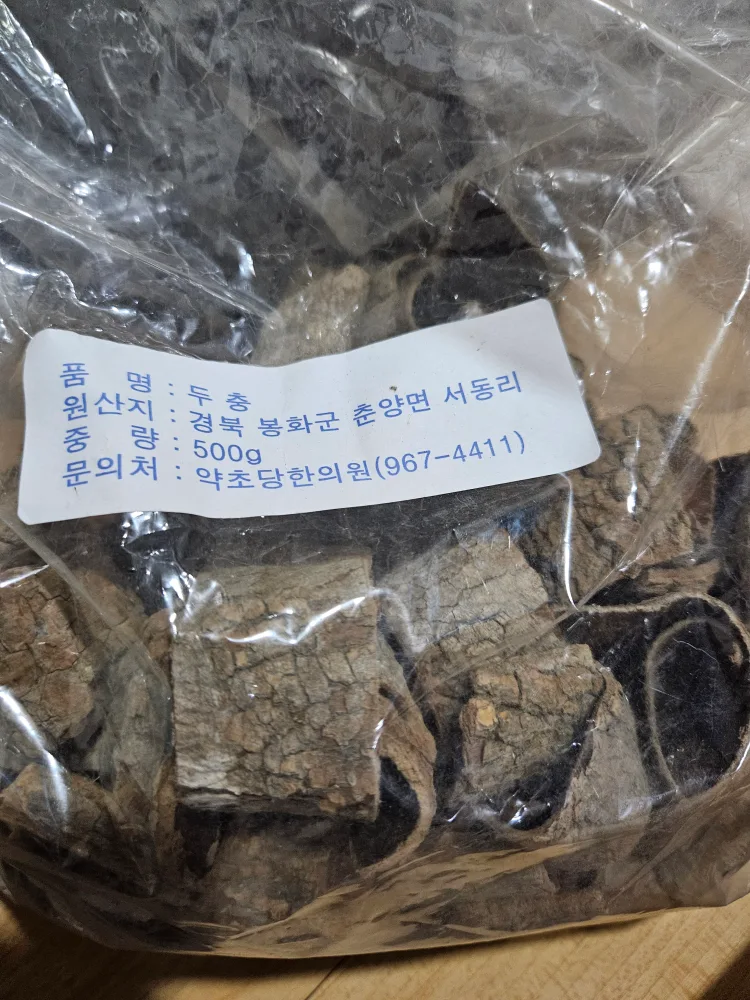 품 명 : 두 충
원산지 : 경북 봉화군 춘양면 서동리
중 량 : 500g
문의처 : 약초당한의원(967-4411)